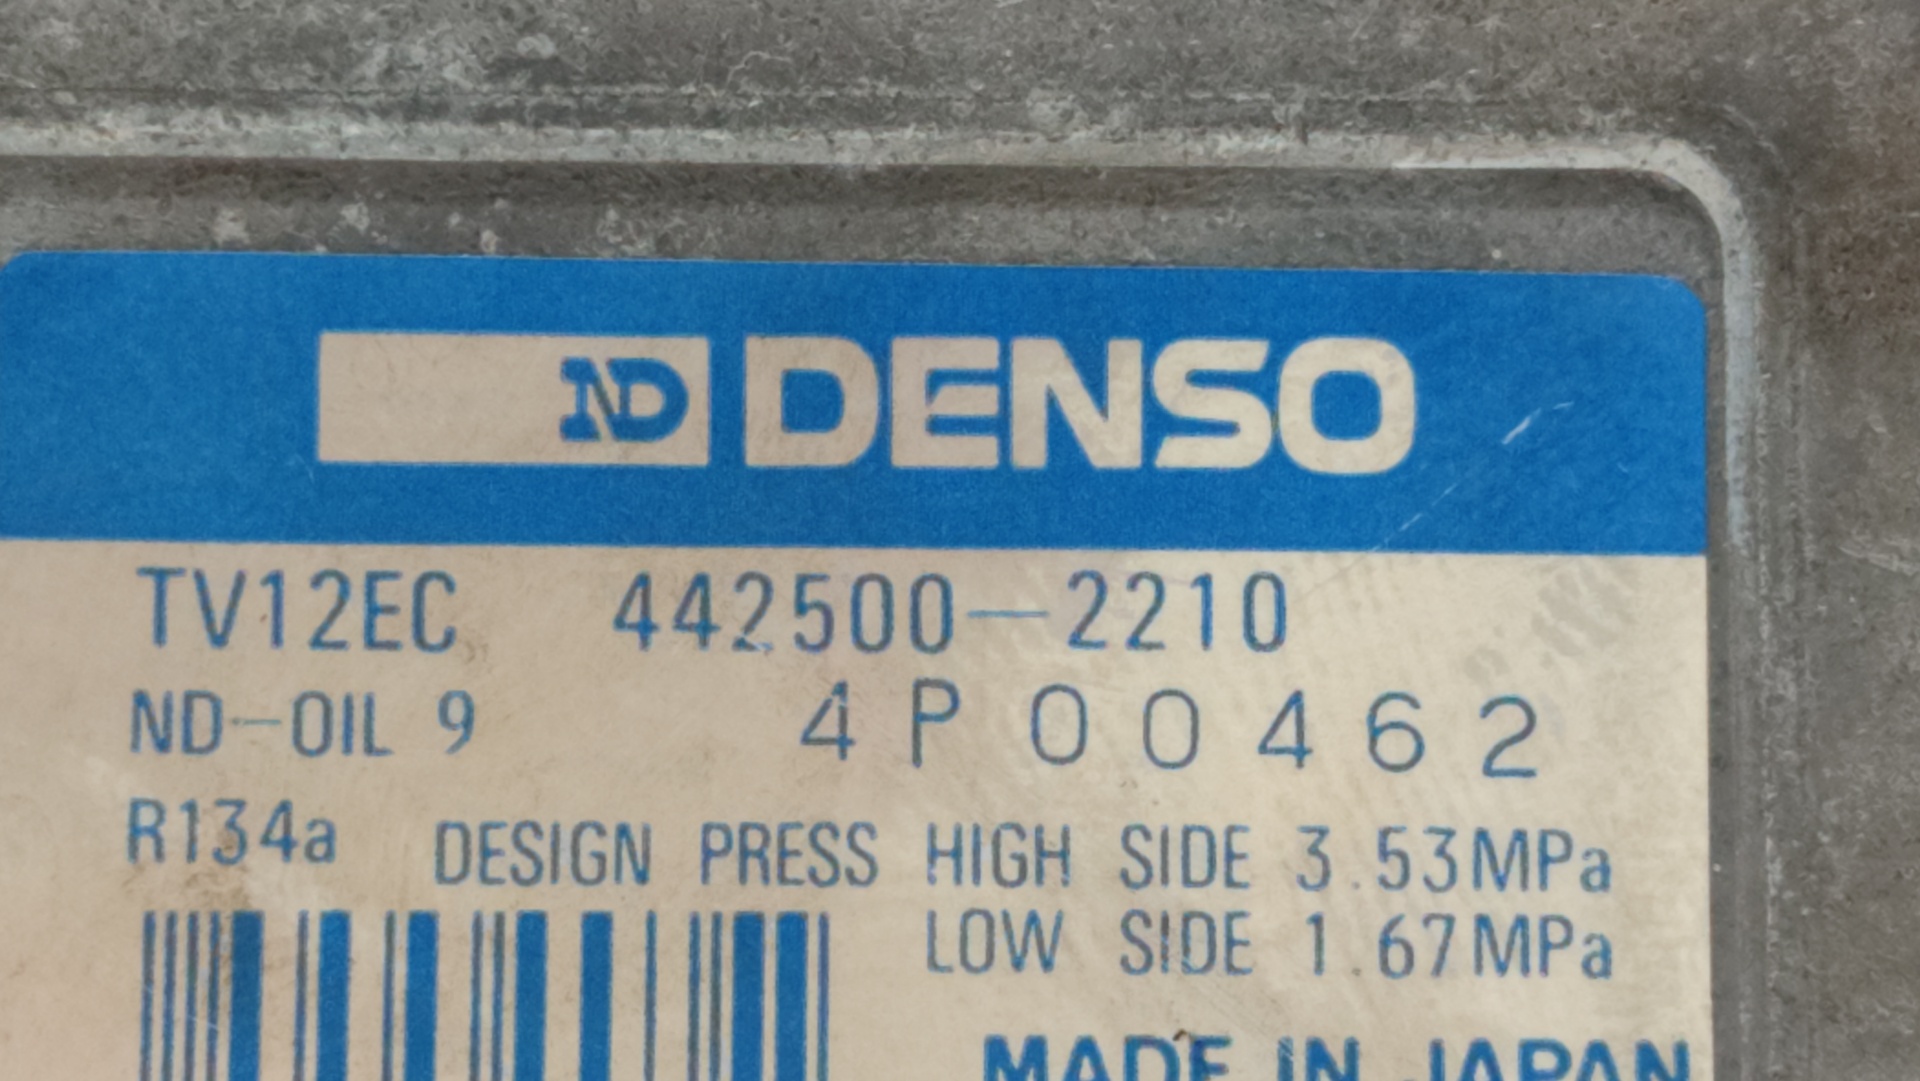 ND DENSO
TV12EC 442500-2210
ND-OIL 9 4P00462
R134a DESIGN PRESS HIGH SIDE 3.53MPa
LOW SIDE 1.67MPa
MADE IN JAPAN